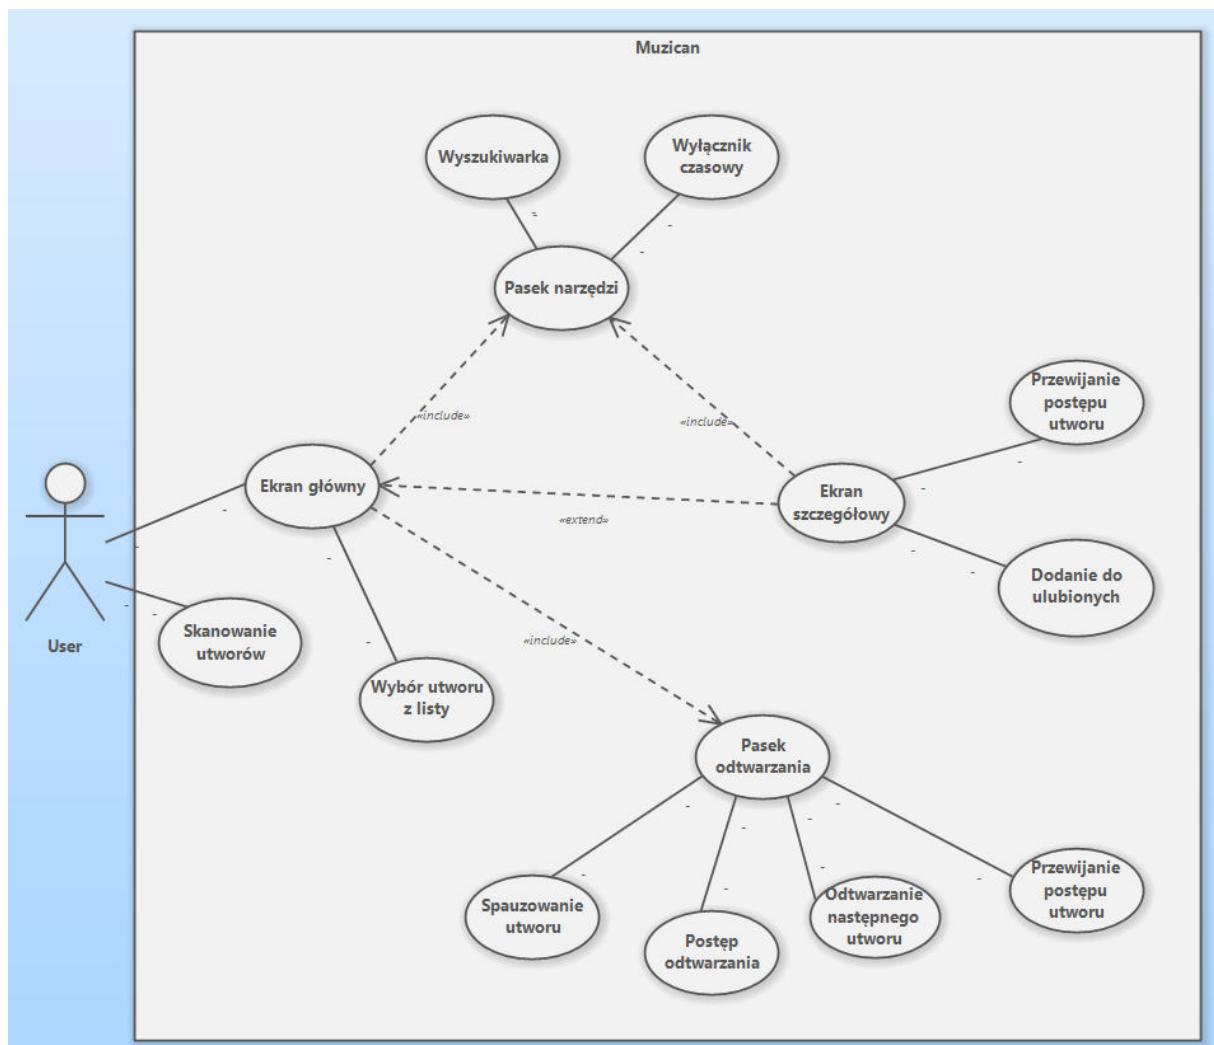 Muzican
Wyszukiwarka
Wyłącznik
czasowy
Pasek narzędzi
Przewijanie
postępu
utworu
«include»
«include»
Ekran główny
Ekran
szczegółowy
«extend»
Dodanie do
ulubionych
User
Skanowanie
utworów
«include»
Wybór utworu
z listy
Pasek
odtwarzania
Spauzowanie
utworu
Postęp
odtwarzania
Odtwarzanie
następnego
utworu
Przewijanie
postępu
utworu